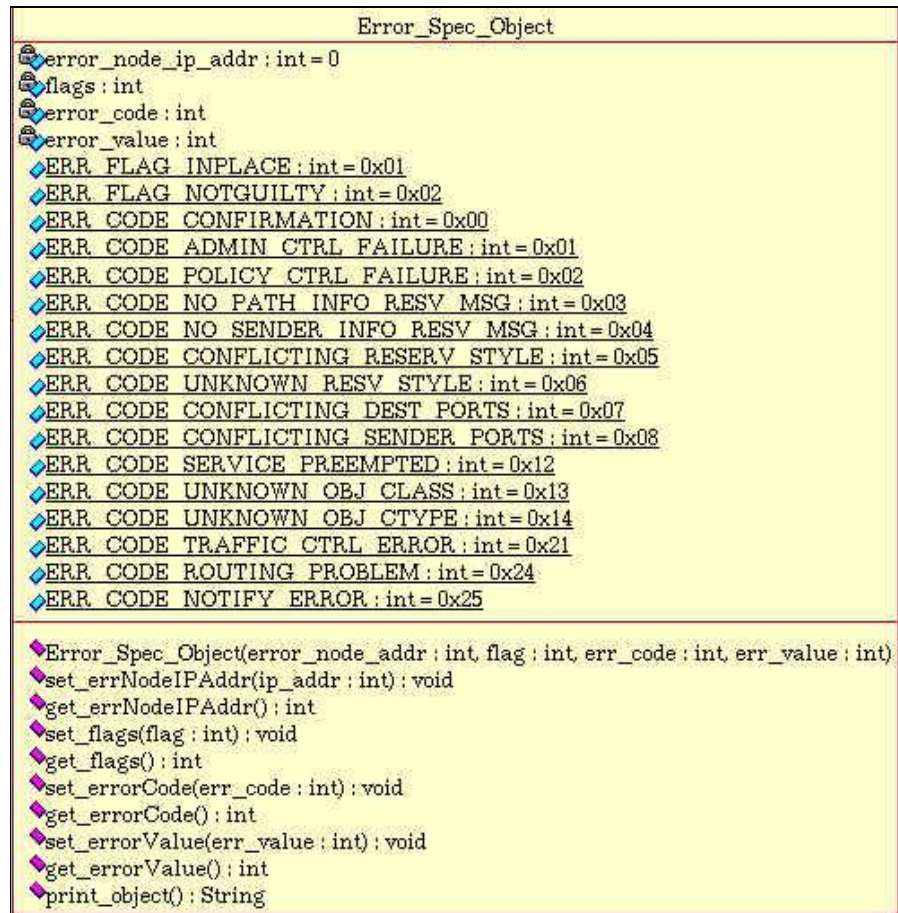 Error_Spec_Object
error_node_ip_addr : int = 0
flags : int
error_code : int
error_value : int
ERR_FLAG_INPLACE : int = 0x01
ERR_FLAG_NOTGUILTY : int = 0x02
ERR_CODE_CONFIRMATION : int = 0x00
ERR_CODE_ADMIN_CTRL_FAILURE : int = 0x01
ERR_CODE_POLICY_CTRL_FAILURE : int = 0x02
ERR_CODE_NO_PATH_INFO_RESV_MSG : int = 0x03
ERR_CODE_NO_SENDER_INFO_RESV_MSG : int = 0x04
ERR_CODE_CONFLICTING_RESERV_STYLE : int = 0x05
ERR_CODE_UNKNOWN_RESV_STYLE : int = 0x06
ERR_CODE_CONFLICTING_DEST_PORTS : int = 0x07
ERR_CODE_CONFLICTING_SENDER_PORTS : int = 0x08
ERR_CODE_SERVICE_PREEMPTED : int = 0x12
ERR_CODE_UNKNOWN_OBJ_CLASS : int = 0x13
ERR_CODE_UNKNOWN_OBJ_CTYPE : int = 0x14
ERR_CODE_TRAFFIC_CTRL_ERROR : int = 0x21
ERR_CODE_ROUTING_PROBLEM : int = 0x24
ERR_CODE_NOTIFY_ERROR : int = 0x25
Error_Spec_Object(error_node_addr : int, flag : int, err_code : int, err_value : int)
set_errNodeIPAddr(ip_addr : int) : void
get_errNodeIPAddr() : int
set_flags(flag : int) : void
get_flags() : int
set_errorCode(err_code : int) : void
get_errorCode() : int
set_errorValue(err_value : int) : void
get_errorValue() : int
print_object() : String